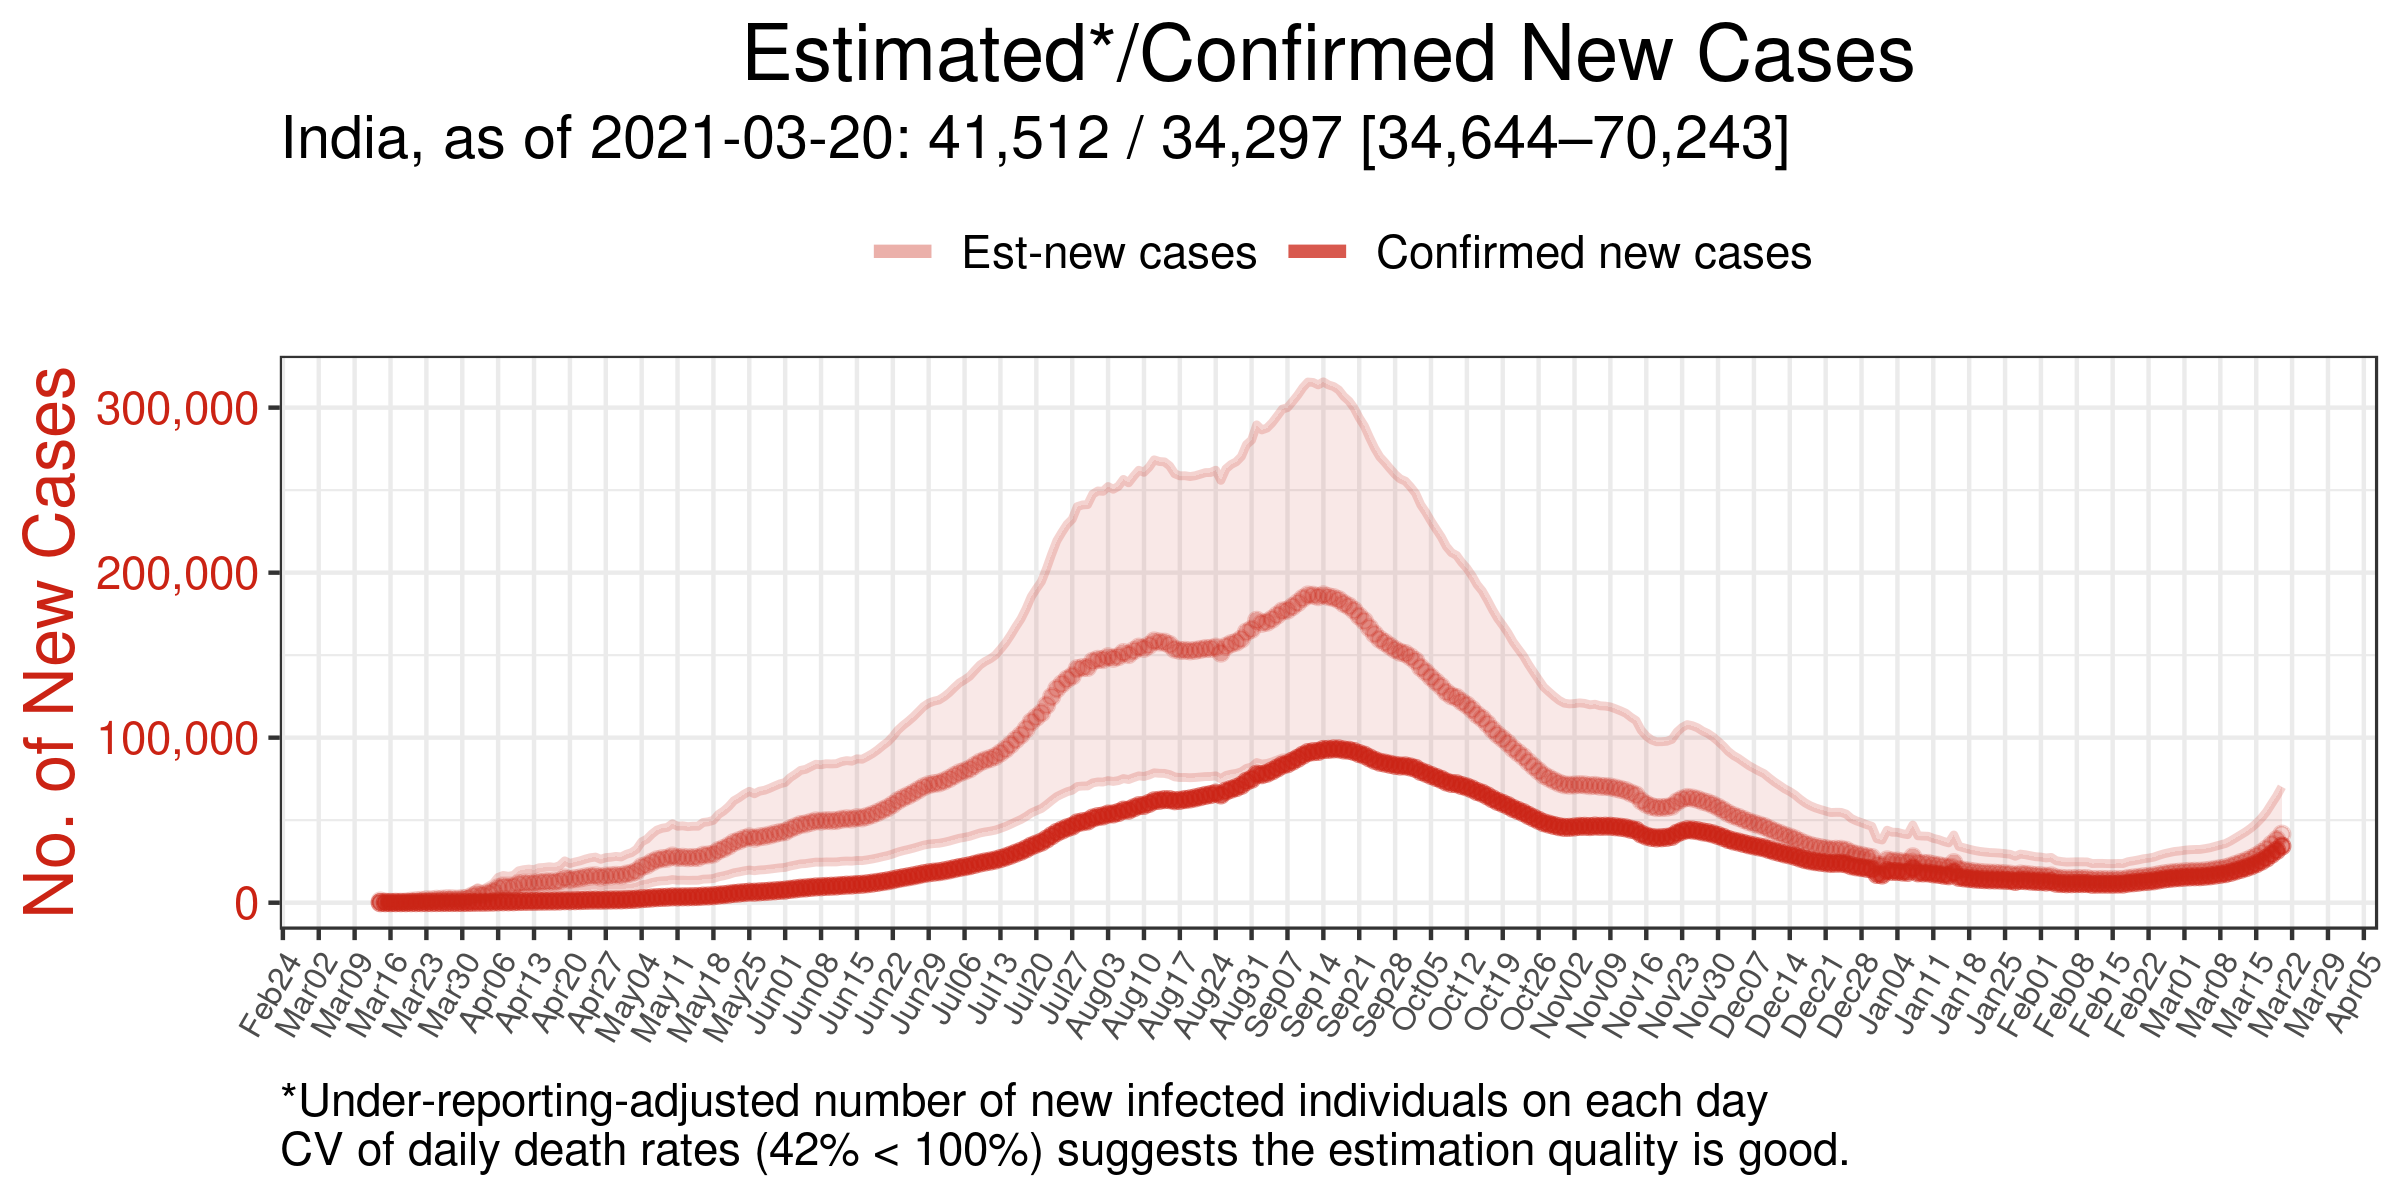 Estimated*/Confirmed New Cases
India, as of 2021-03-20: 41,512 / 34,297 [34,644–70,243]
Est-new cases Confirmed new cases
No. of New Cases
300,000
200,000
100,000
0
Feb24 Mar02 Mar09 Mar16 Mar23 Mar30 Apr06 Apr13 Apr20 Apr27 May04 May11 May18 May25 Jun01 Jun08 Jun15 Jun22 Jun29 Jul06 Jul13 Jul20 Jul27 Aug03 Aug10 Aug17 Aug24 Aug31 Sep07 Sep14 Sep21 Sep28 Oct05 Oct12 Oct19 Oct26 Nov02 Nov09 Nov16 Nov23 Nov30 Dec07 Dec14 Dec21 Dec28 Jan04 Jan11 Jan18 Jan25 Feb01 Feb08 Feb15 Feb22 Mar01 Mar08 Mar15 Mar22 Mar29 Apr05
*Under-reporting-adjusted number of new infected individuals on each day
CV of daily death rates (42% < 100%) suggests the estimation quality is good.